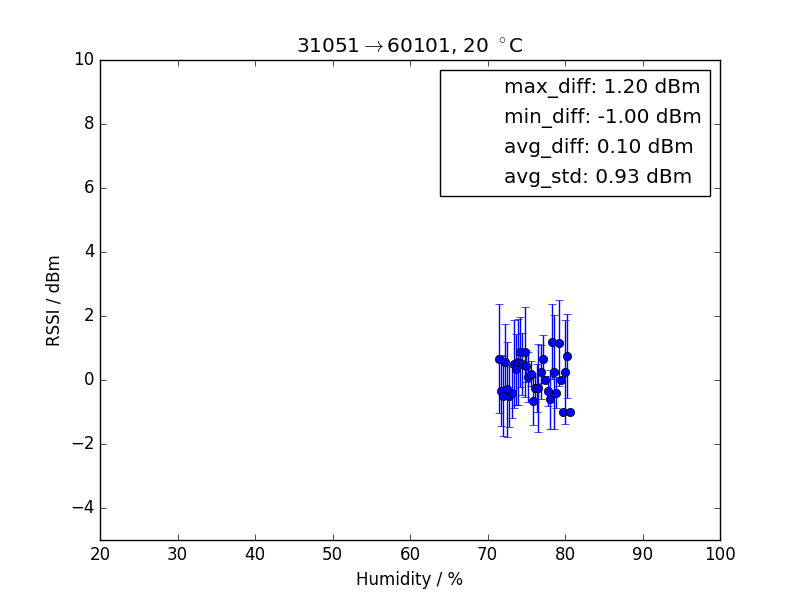 31051→60101, 20 °C
max_diff: 1.20 dBm
min_diff: -1.00 dBm
avg_diff: 0.10 dBm
avg_std: 0.93 dBm
10
8
6
4
2
0
−2
−4
RSSI / dBm
20 30 40 50 60 70 80 90 100
Humidity / %